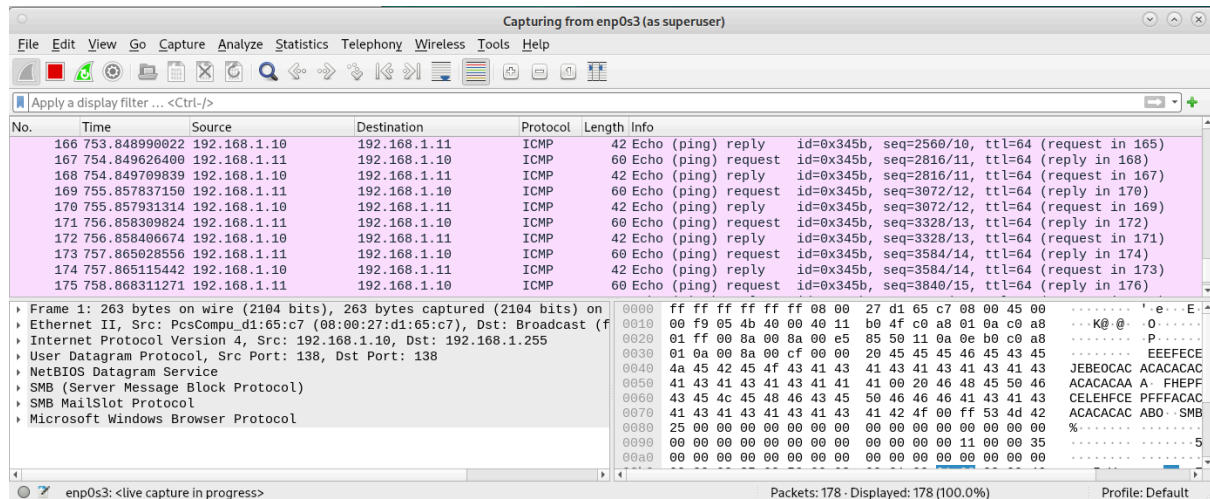 Capturing from enp0s3 (as superuser)
File Edit View Go Capture Analyze Statistics Telephony Wireless Tools Help
Apply a display filter ... <Ctrl-/>
No. Time Source Destination Protocol Length Info
166 753.848990022 192.168.1.10 192.168.1.11 ICMP 42 Echo (ping) reply id=0x345b, seq=2560/10, ttl=64 (request in 165)
167 754.849626400 192.168.1.11 192.168.1.10 ICMP 60 Echo (ping) request id=0x345b, seq=2816/11, ttl=64 (reply in 168)
168 754.849709839 192.168.1.10 192.168.1.11 ICMP 42 Echo (ping) reply id=0x345b, seq=2816/11, ttl=64 (request in 167)
169 755.857837150 192.168.1.11 192.168.1.10 ICMP 60 Echo (ping) request id=0x345b, seq=3072/12, ttl=64 (reply in 170)
170 755.857931314 192.168.1.10 192.168.1.11 ICMP 42 Echo (ping) reply id=0x345b, seq=3072/12, ttl=64 (request in 169)
171 756.858309824 192.168.1.11 192.168.1.10 ICMP 60 Echo (ping) request id=0x345b, seq=3328/13, ttl=64 (reply in 172)
172 756.858406674 192.168.1.10 192.168.1.11 ICMP 42 Echo (ping) reply id=0x345b, seq=3328/13, ttl=64 (request in 171)
173 757.865028556 192.168.1.11 192.168.1.10 ICMP 60 Echo (ping) request id=0x345b, seq=3584/14, ttl=64 (reply in 174)
174 757.865115442 192.168.1.10 192.168.1.11 ICMP 42 Echo (ping) reply id=0x345b, seq=3584/14, ttl=64 (request in 173)
175 758.868311271 192.168.1.11 192.168.1.10 ICMP 60 Echo (ping) request id=0x345b, seq=3840/15, ttl=64 (reply in 176)
Frame 1: 263 bytes on wire (2104 bits), 263 bytes captured (2104 bits) on
Ethernet II, Src: PcsCompu_d1:65:c7 (08:00:27:d1:65:c7), Dst: Broadcast (f
Internet Protocol Version 4, Src: 192.168.1.10, Dst: 192.168.1.255
User Datagram Protocol, Src Port: 138, Dst Port: 138
NetBIOS Datagram Service
SMB (Server Message Block Protocol)
SMB MailSlot Protocol
Microsoft Windows Browser Protocol
0000 ff ff ff ff ff ff 08 00 27 d1 65 c7 08 00 45 00 ········ '·e···E·
0010 00 f9 05 4b 40 00 40 11 b0 4f c0 a8 01 0a c0 a8 ···K@·@· ·O······
0020 01 ff 00 8a 00 8a 00 e5 85 50 11 0a 0e b0 c0 a8 ········ ·P······
0030 01 0a 00 8a 00 cf 00 00 20 45 45 45 46 45 43 45 ········ EEEFECE
0040 4a 45 42 45 4f 43 41 43 41 43 41 43 41 43 41 43 JEBEOCAC ACACACAC
0050 41 43 41 43 41 43 41 41 41 00 20 46 48 45 50 46 ACACACAA A· FHEPF
0060 43 45 4c 45 48 46 43 45 50 46 46 46 41 43 41 43 CELEHFCE PFFFACAC
0070 41 43 41 43 41 43 41 43 41 42 4f 00 ff 53 4d 42 ACACACAC ABO··SMB
0080 25 00 00 00 00 00 00 00 00 00 00 00 00 00 00 00 %······· ········
0090 00 00 00 00 00 00 00 00 00 00 00 00 11 00 00 35 ········ ·······5
00a0 00 00 00 00 00 00 00 00 00 00 00 00 00 00 00 00 ········ ········
enp0s3: <live capture in progress> Packets: 178 · Displayed: 178 (100.0%) Profile: Default